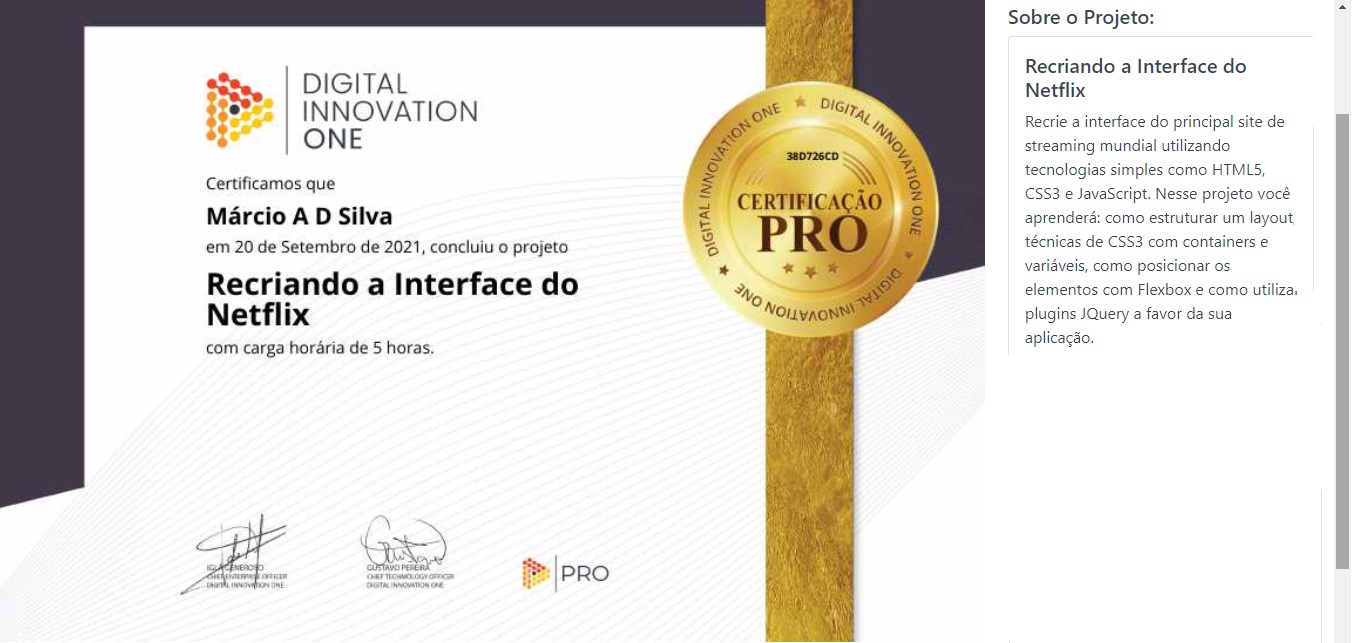 DIGITAL
INNOVATION
ONE
Certificamos que
Márcio A D Silva
em 20 de Setembro de 2021, concluiu o projeto
Recriando a Interface do
Netflix
com carga horária de 5 horas.
DIGITAL INNOVATION ONE ★ DIGITAL INNOVATION ONE ★ DIGITAL INNOVATION ONE ★
38D726CD
CERTIFICAÇÃO
PRO
IGLÁ GENEROSO
CHIEF ENTERPRISE OFFICER
DIGITAL INNOVATION ONE
GUSTAVO PEREIRA
CHIEF TECHNOLOGY OFFICER
DIGITAL INNOVATION ONE
PRO
Sobre o Projeto:
Recriando a Interface do
Netflix
Recrie a interface do principal site de
streaming mundial utilizando
tecnologias simples como HTML5,
CSS3 e JavaScript. Nesse projeto você
aprenderá: como estruturar um layout
técnicas de CSS3 com containers e
variáveis, como posicionar os
elementos com Flexbox e como utiliza
plugins JQuery a favor da sua
aplicação.